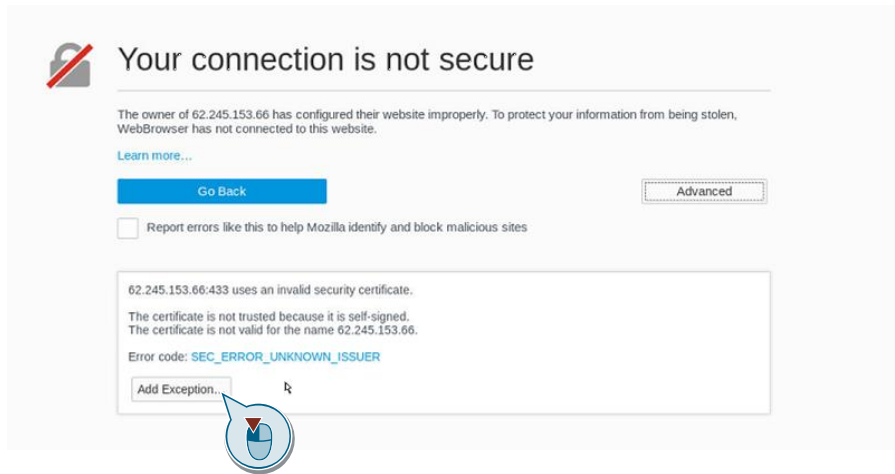 Your connection is not secure
The owner of 62.245.153.66 has configured their website improperly. To protect your information from being stolen,
WebBrowser has not connected to this website.
Learn more…
Go Back
Advanced
Report errors like this to help Mozilla identify and block malicious sites
62.245.153.66:433 uses an invalid security certificate.
The certificate is not trusted because it is self-signed.
The certificate is not valid for the name 62.245.153.66.
Error code: SEC_ERROR_UNKNOWN_ISSUER
Add Exception...